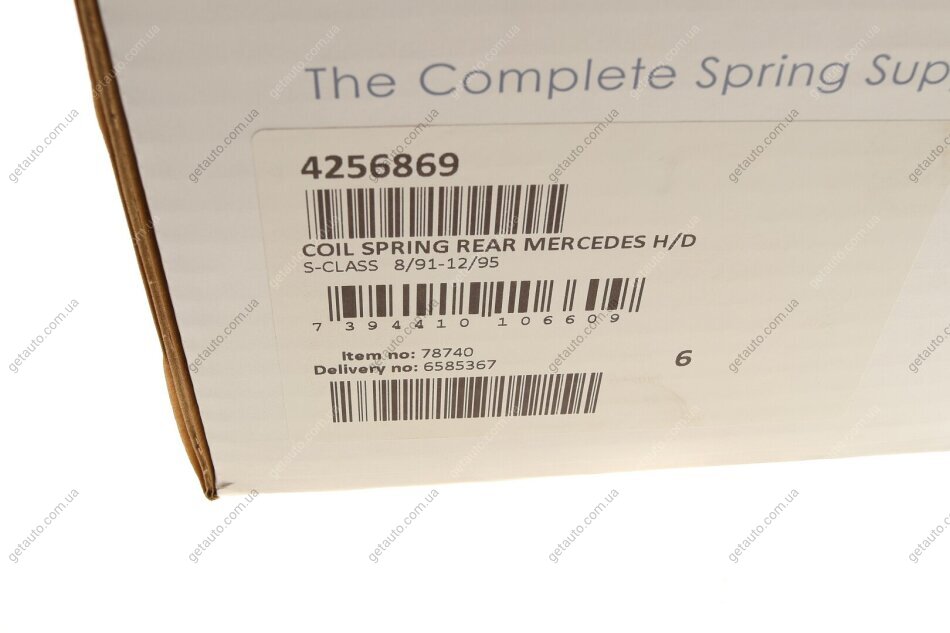 The Complete Spring Sup
4256869
COIL SPRING REAR MERCEDES H/D
S-CLASS 8/91-12/95
7 394410 106609
Item no: 78740
Delivery no: 6585367
6
getauto.com.ua